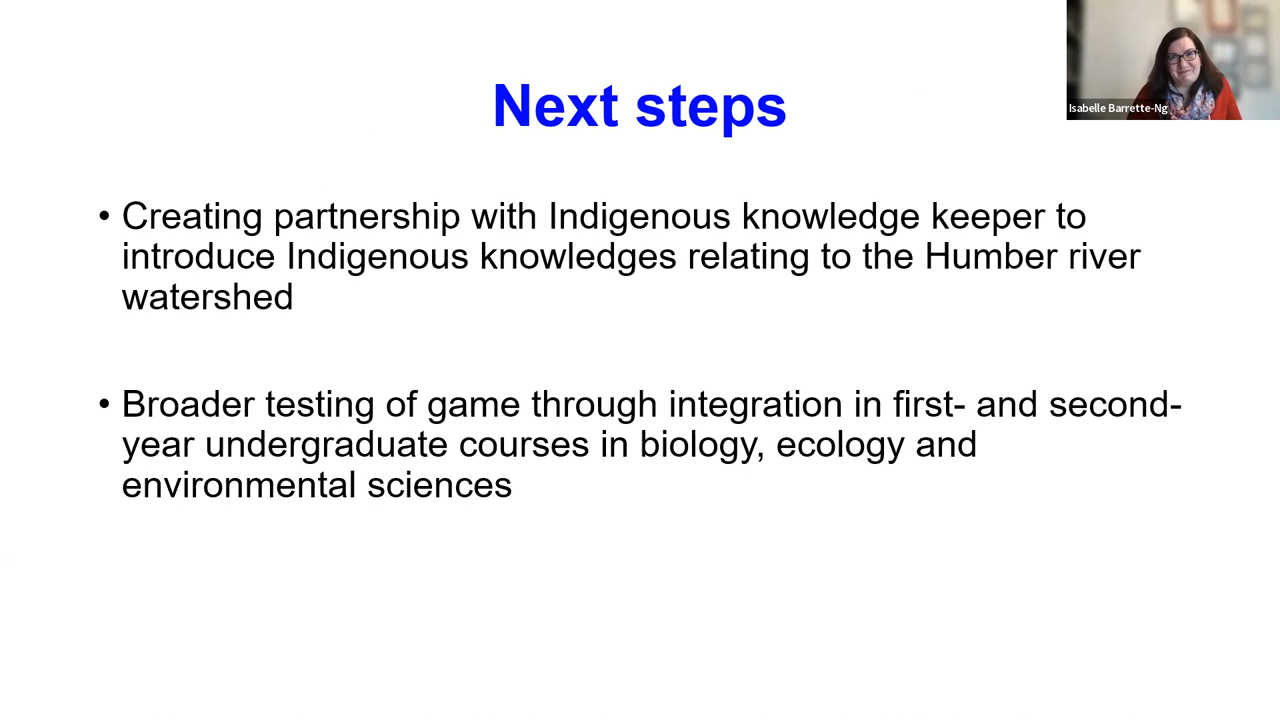 Isabelle Barrette-Ng
Next steps
• Creating partnership with Indigenous knowledge keeper to
introduce Indigenous knowledges relating to the Humber river
watershed
• Broader testing of game through integration in first- and second-
year undergraduate courses in biology, ecology and
environmental sciences